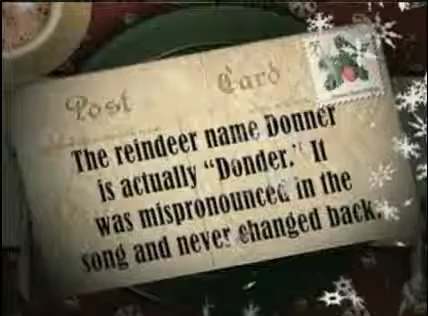 Post Card
The reindeer name Donner
is actually “Donder.” It
was mispronounced in the
song and never changed back.